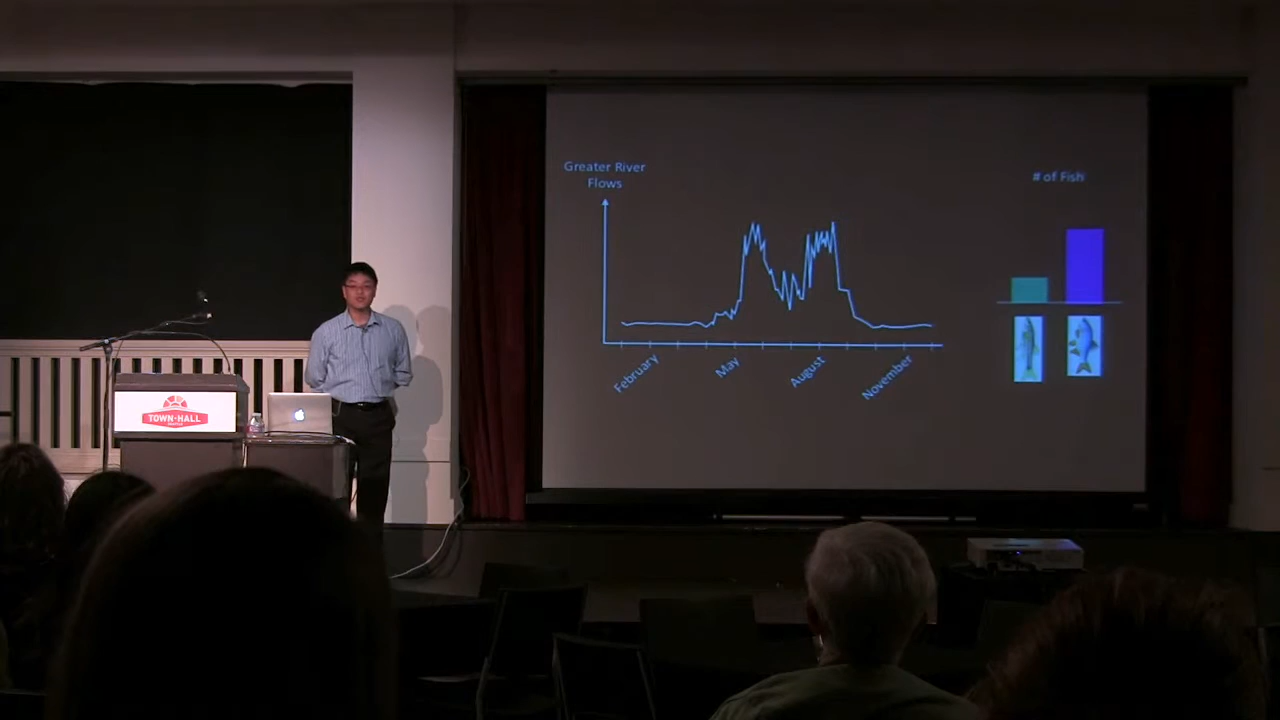 Greater River
Flows
# of Fish
February
May
August
November
TOWN HALL